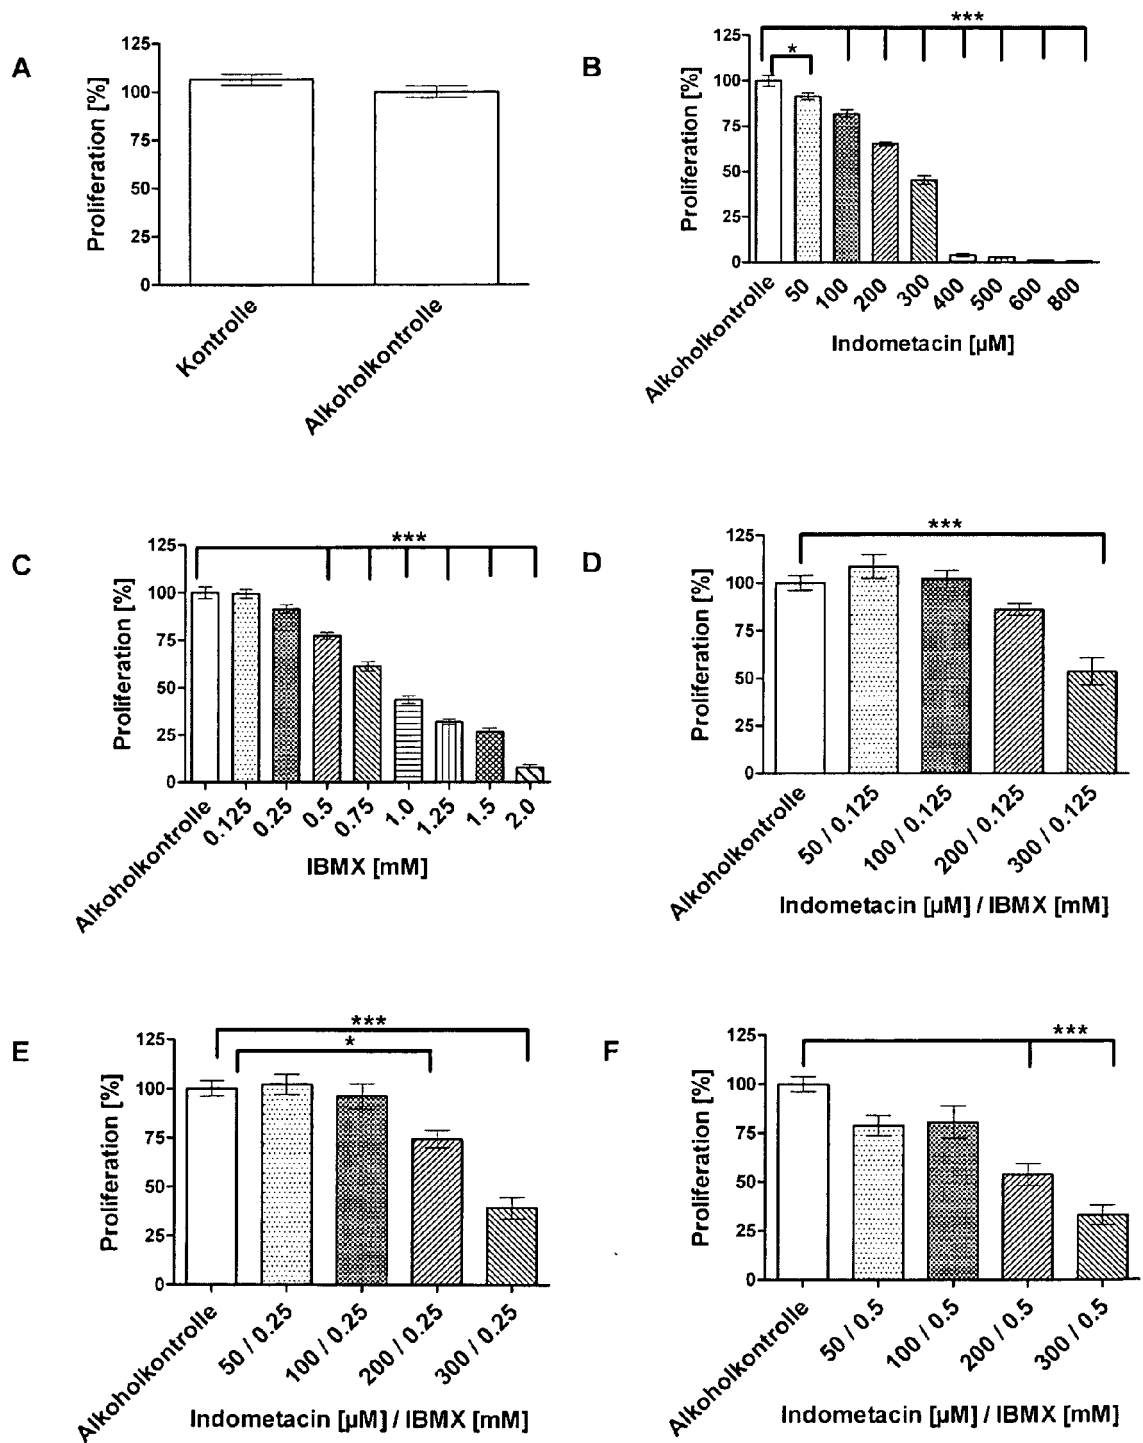 A
Proliferation [%]
125
100
75
50
25
0
Kontrolle
Alkoholkontrolle
B
Proliferation [%]
125
100
75
50
25
0
***
*
Alkoholkontrolle
50
100
200
300
400
500
600
800
Indometacin [µM]
C
Proliferation [%]
125
100
75
50
25
0
***
Alkoholkontrolle
0.125
0.25
0.5
0.75
1.0
1.25
1.5
2.0
IBMX [mM]
D
Proliferation [%]
125
100
75
50
25
0
***
Alkoholkontrolle
50 / 0.125
100 / 0.125
200 / 0.125
300 / 0.125
Indometacin [µM] / IBMX [mM]
E
Proliferation [%]
125
100
75
50
25
0
***
*
Alkoholkontrolle
50 / 0.25
100 / 0.25
200 / 0.25
300 / 0.25
Indometacin [µM] / IBMX [mM]
F
Proliferation [%]
125
100
75
50
25
0
***
Alkoholkontrolle
50 / 0.5
100 / 0.5
200 / 0.5
300 / 0.5
Indometacin [µM] / IBMX [mM]